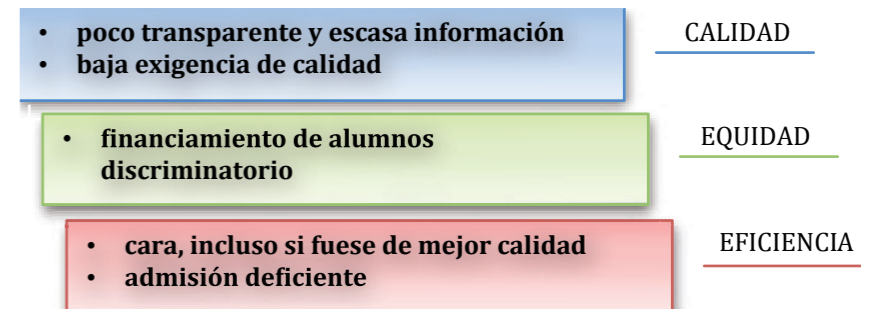 • poco transparente y escasa información
• baja exigencia de calidad
CALIDAD
• financiamiento de alumnos
discriminatorio
EQUIDAD
• cara, incluso si fuese de mejor calidad
• admisión deficiente
EFICIENCIA